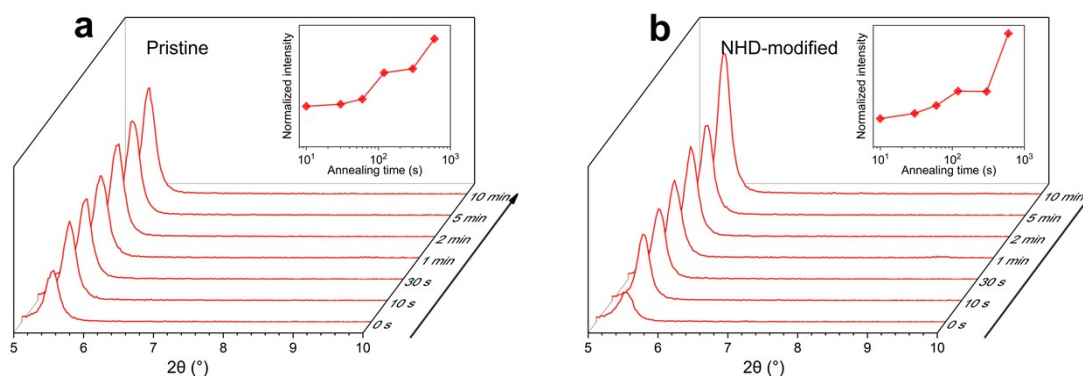 a
Pristine
Normalized intensity
10¹ 10² 10³
Annealing time (s)
10 min
5 min
2 min
1 min
30 s
10 s
0 s
5 6 7 8 9 10
2θ (°)
b
NHD-modified
Normalized intensity
10¹ 10² 10³
Annealing time (s)
10 min
5 min
2 min
1 min
30 s
10 s
0 s
5 6 7 8 9 10
2θ (°)